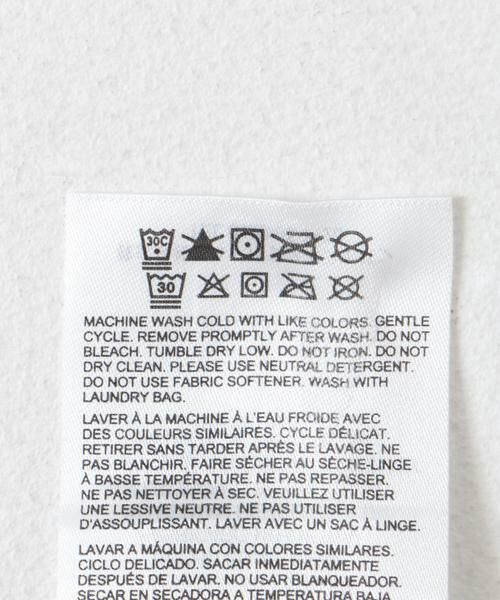 30C
30
MACHINE WASH COLD WITH LIKE COLORS. GENTLE
CYCLE. REMOVE PROMPTLY AFTER WASH. DO NOT
BLEACH. TUMBLE DRY LOW. DO NOT IRON. DO NOT
DRY CLEAN. PLEASE USE NEUTRAL DETERGENT.
DO NOT USE FABRIC SOFTENER. WASH WITH
LAUNDRY BAG.
LAVER À LA MACHINE À L'EAU FROIDE AVEC
DES COULEURS SIMILAIRES. CYCLE DÉLICAT.
RETIRER SANS TARDER APRÈS LE LAVAGE. NE
PAS BLANCHIR. FAIRE SÉCHER AU SÈCHE-LINGE
À BASSE TEMPÉRATURE. NE PAS REPASSER.
NE PAS NETTOYER À SEC. VEUILLEZ UTILISER
UNE LESSIVE NEUTRE. NE PAS UTILISER
D'ASSOUPLISSANT. LAVER AVEC UN SAC À LINGE.
LAVAR A MÁQUINA CON COLORES SIMILARES.
CICLO DELICADO. SACAR INMEDIATAMENTE
DESPUÉS DE LAVAR. NO USAR BLANQUEADOR.
SECAR EN SECADORA A TEMPERATURA BAJA